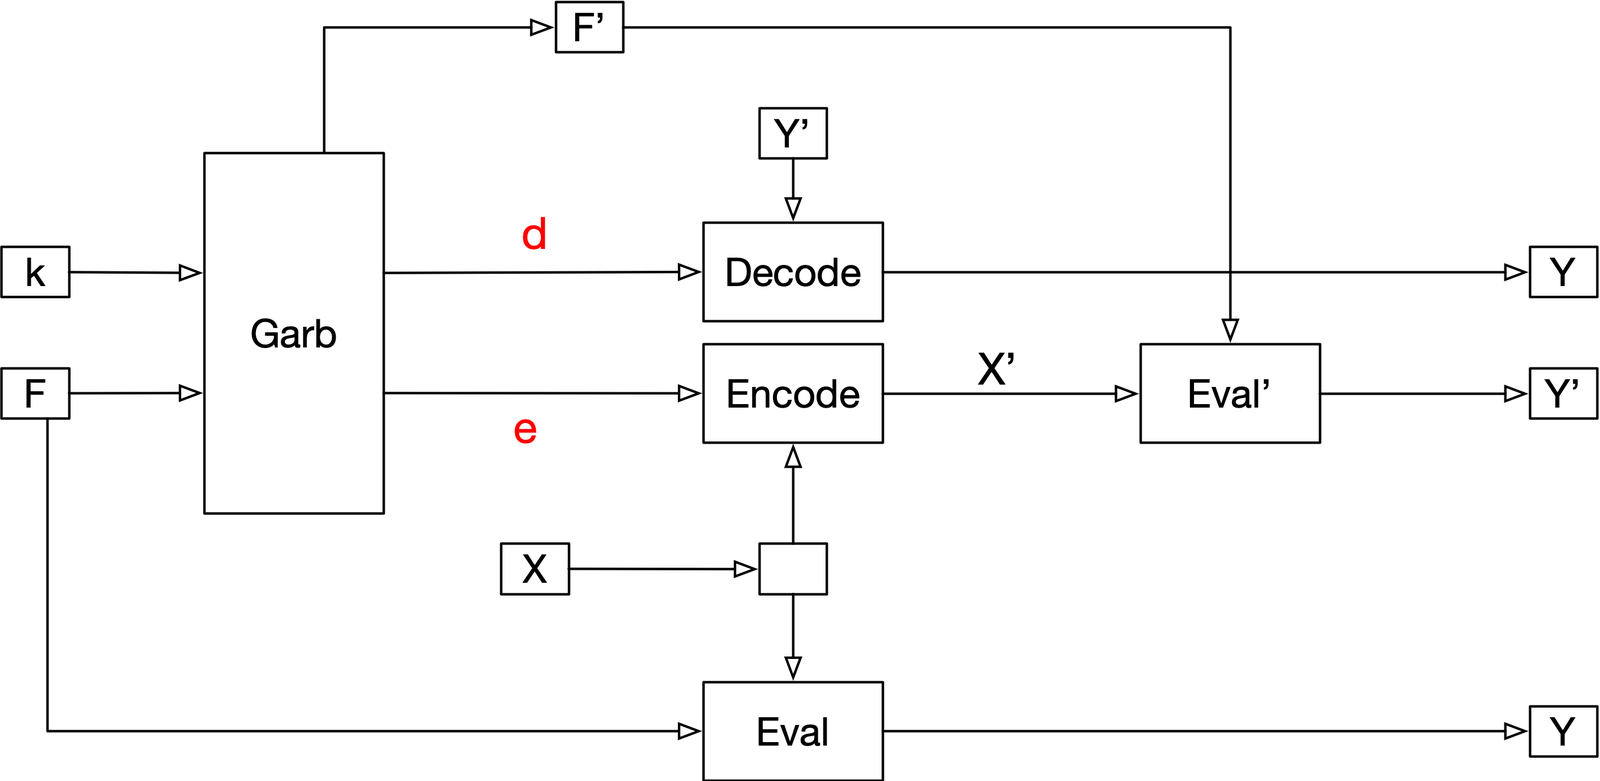 F’
Y’
d
k
Decode
Y
Garb
X’
F
Encode
Eval’
Y’
e
X
Eval
Y